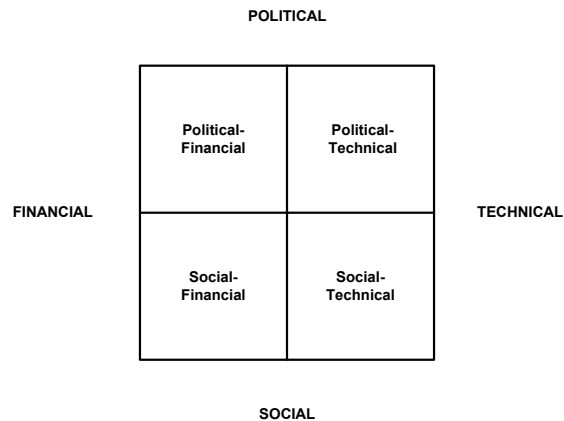 POLITICAL
Political-
Financial
Political-
Technical
FINANCIAL
TECHNICAL
Social-
Financial
Social-
Technical
SOCIAL